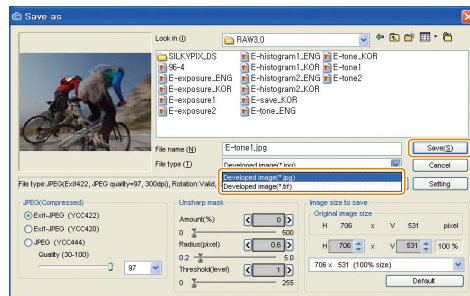 Save as
Look in (I)
RAW3.0
SILKYPIX_DS
96-4
E-exposure_ENG
E-exposure_KOR
E-exposure1
E-exposure2
E-histogram1_ENG
E-histogram1_KOR
E-histogram2_ENG
E-histogram2_KOR
E-save_KOR
E-tone_ENG
E-tone_KOR
E-tone1
E-tone2
File name (N)
E-tone1.jpg
Save(S)
File type (T)
Developed image(*.jpg)
Cancel
Developed image(*.jpg)
Developed image(*.tif)
File type:JPEG(Exif422, JPEG quality=97, 300dpi), Rotation:Valid,
Setting
JPEG(Compressed)
Exif-JPEG (YCC422)
Exif-JPEG (YCC420)
JPEG (YCC444)
Quality (30-100)
97
Unsharp mask
Amount(%)
0
0
500
Radius(pixel)
0.6
0.2
5.0
Threshold(level)
1
0
255
Image size to save
Original image size
H 706 x V 531 pixel
H 706 x V 531 100 %
706 x 531 (100% size)
Default